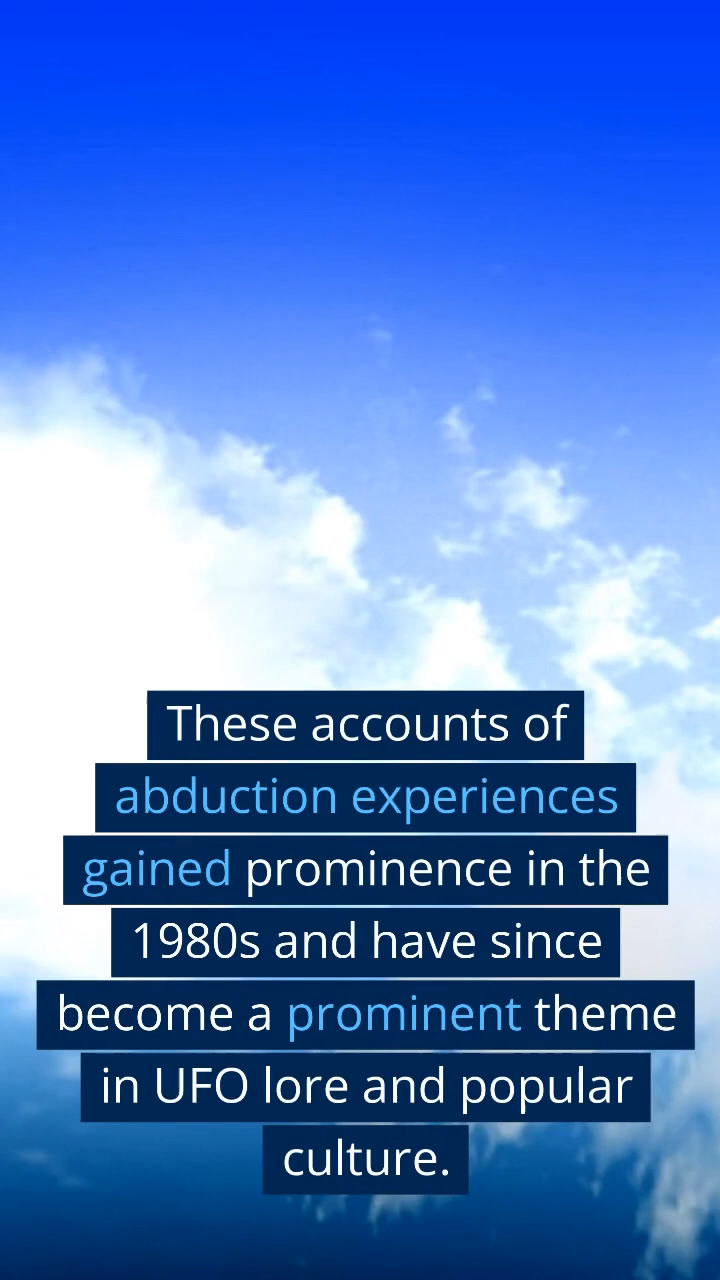 These accounts of
abduction experiences
gained prominence in the
1980s and have since
become a prominent theme
in UFO lore and popular
culture.